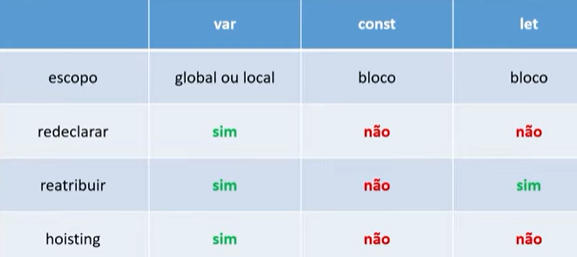 var const let
escopo global ou local bloco bloco
redeclarar sim não não
reatribuir sim não sim
hoisting sim não não